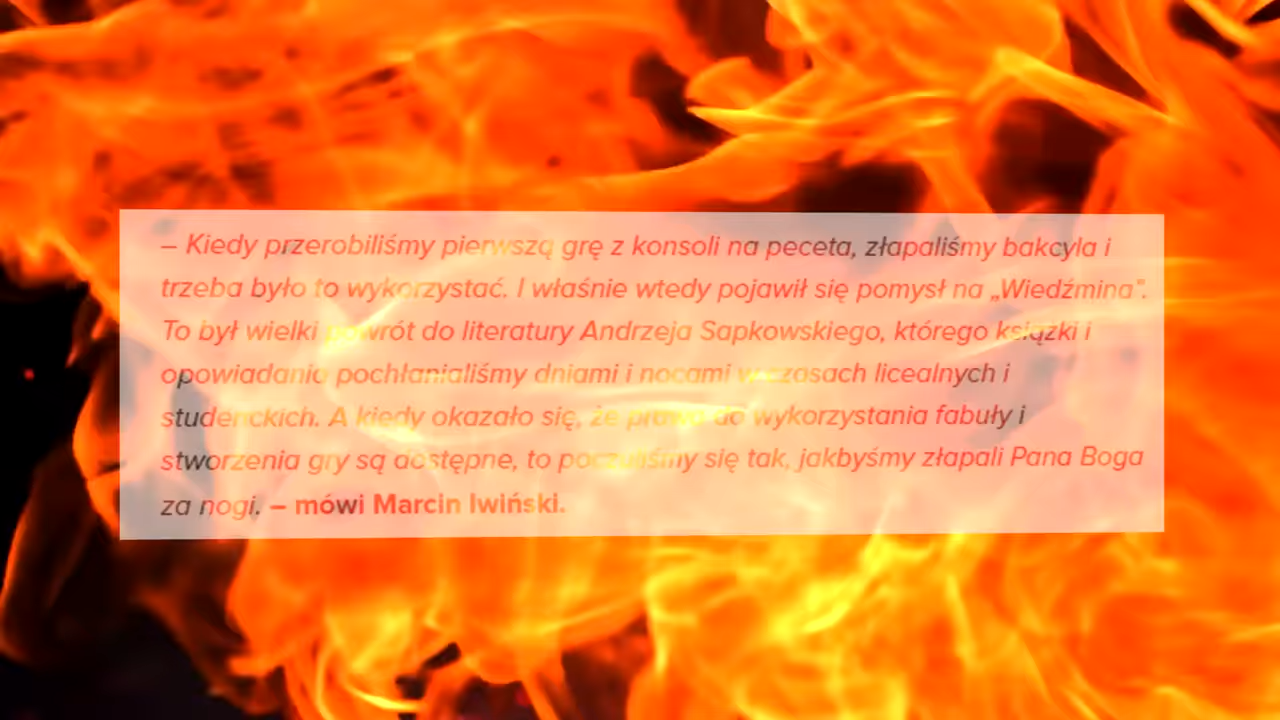 – Kiedy przerobiliśmy pierwszą grę z konsoli na peceta, złapaliśmy bakcyla i
trzeba było to wykorzystać. I właśnie wtedy pojawił się pomysł na „Wiedźmina”.
To był wielki powrót do literatury Andrzeja Sapkowskiego, którego książki i
opowiadania pochłanialiśmy dniami i nocami w czasach licealnych i
studenckich. A kiedy okazało się, że prawa do wykorzystania fabuły i
stworzenia gry są dostępne, to poczuliśmy się tak, jakbyśmy złapali Pana Boga
za nogi. – mówi Marcin Iwiński.